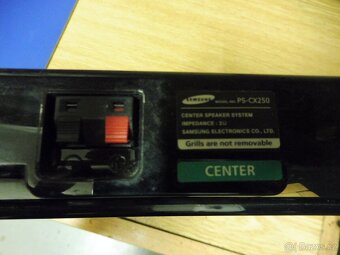 SAMSUNG MODEL NO. PS-CX250
CENTER SPEAKER SYSTEM
IMPEDANCE : 3Ω
SAMSUNG ELECTRONICS CO., LTD.
Grills are not removable
CENTER